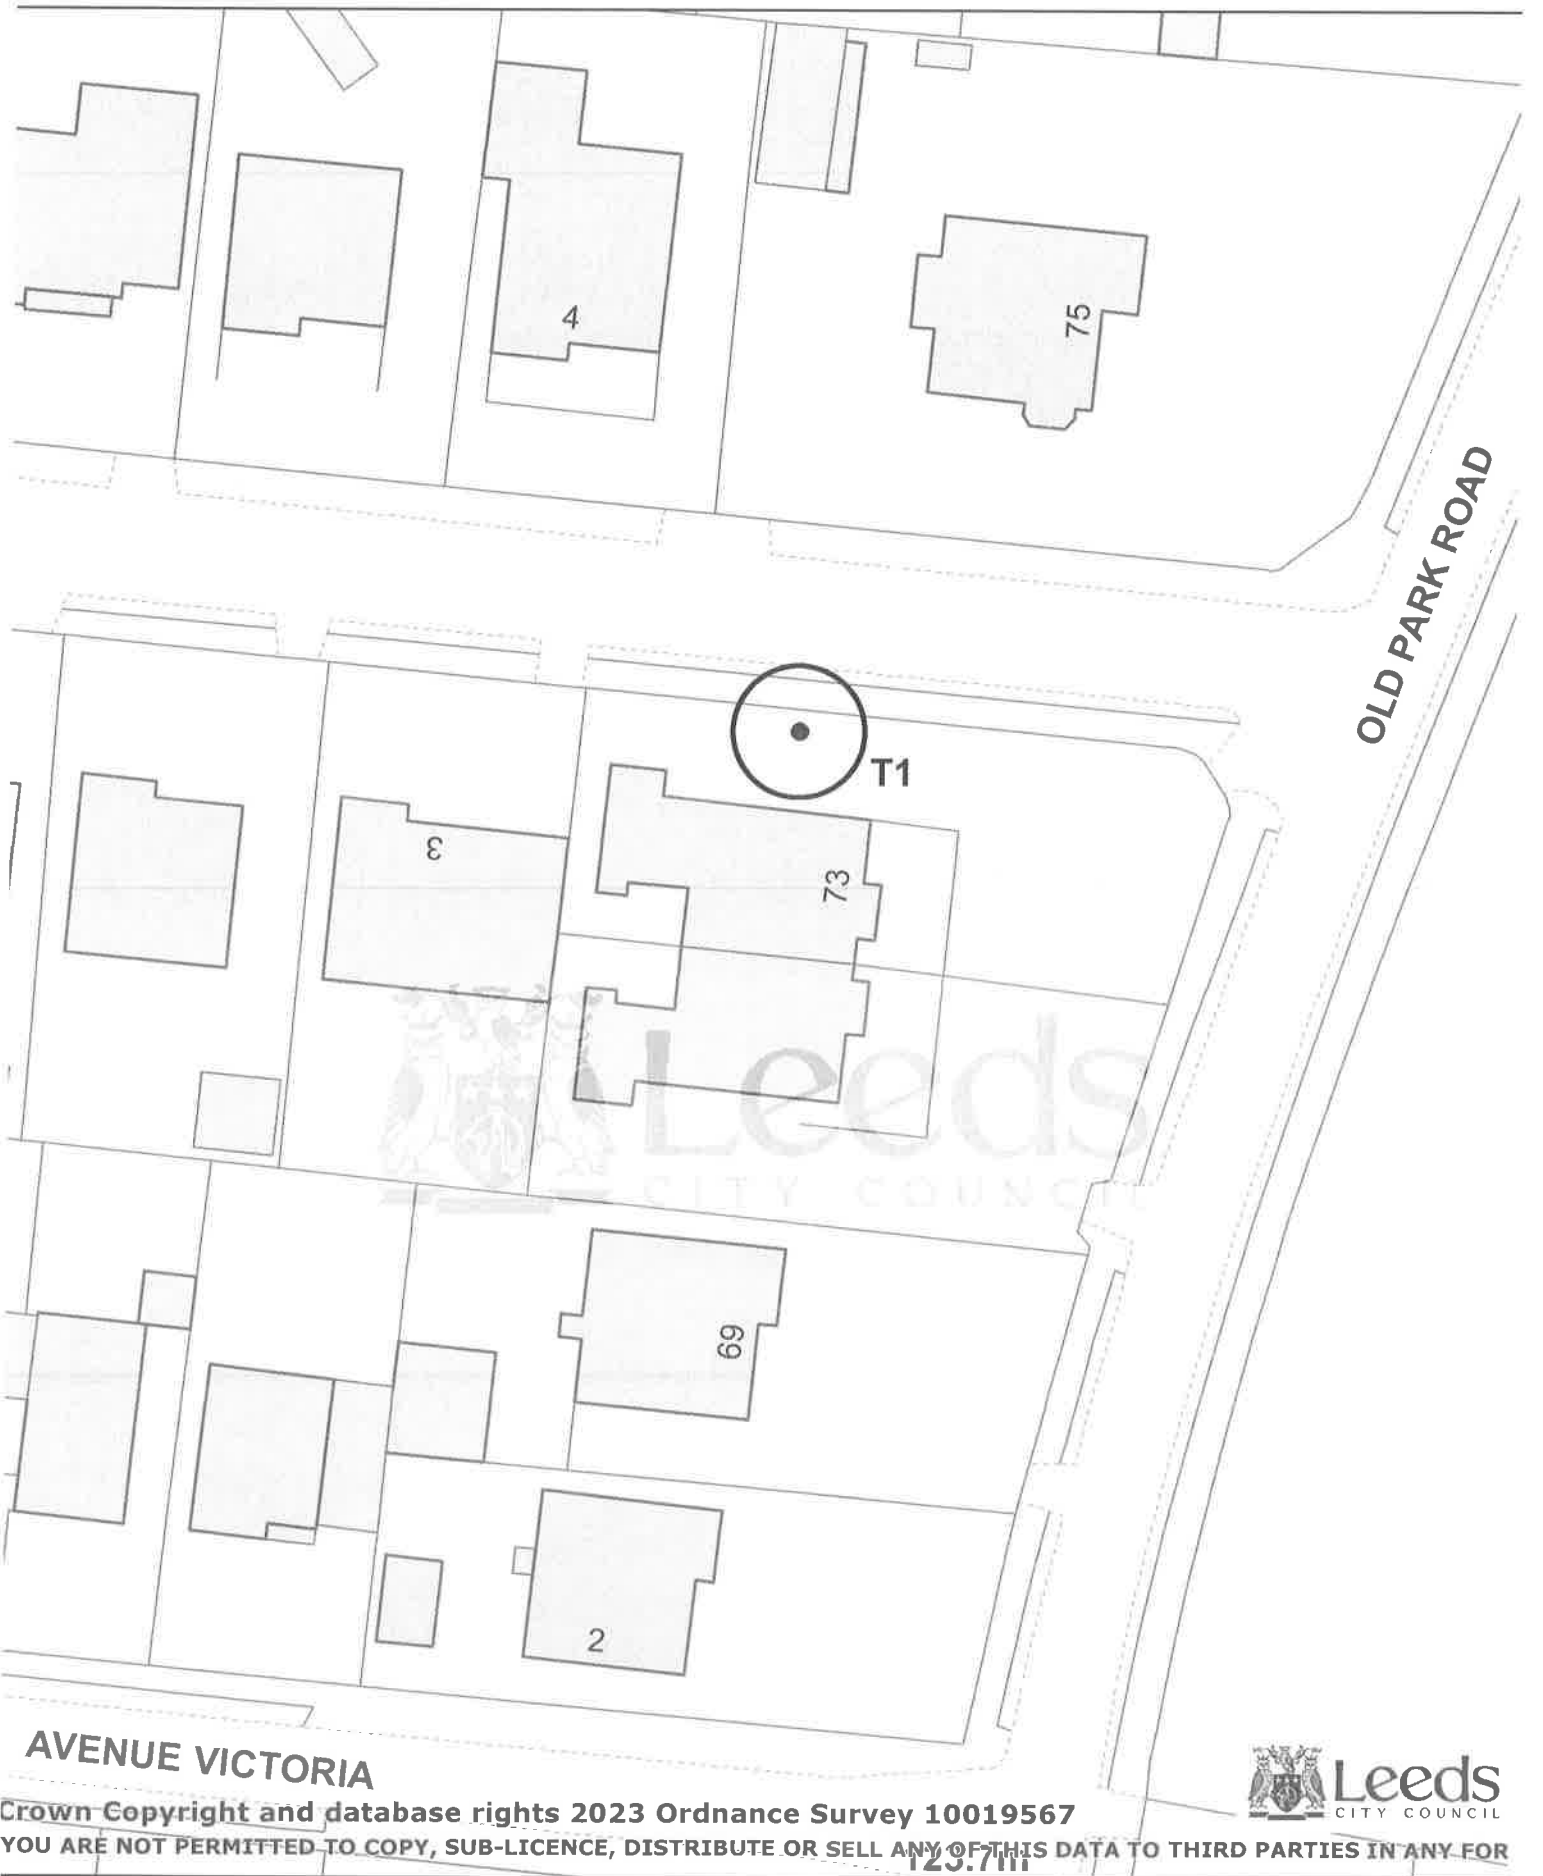 4
75
OLD PARK ROAD
T1
3
73
Leeds
CITY COUNCIL
69
2
AVENUE VICTORIA
Leeds
CITY COUNCIL
Crown Copyright and database rights 2023 Ordnance Survey 10019567
YOU ARE NOT PERMITTED TO COPY, SUB-LICENCE, DISTRIBUTE OR SELL ANY OF THIS DATA TO THIRD PARTIES IN ANY FOR
123.7m